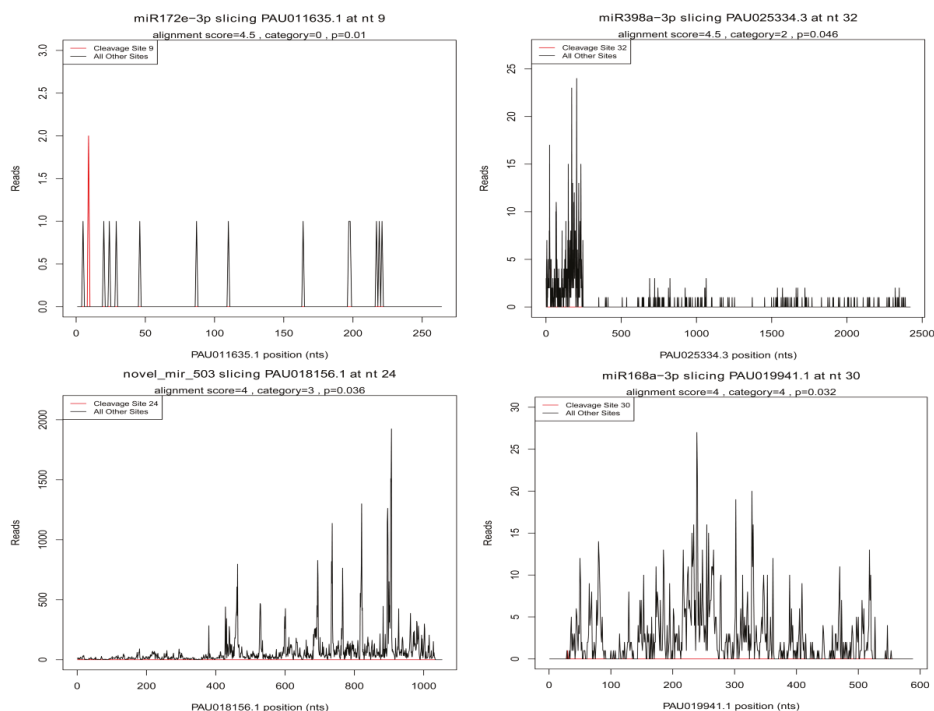 miR172e-3p slicing PAU011635.1 at nt 9
alignment score=4.5 , category=0 , p=0.01
Cleavage Site 9
All Other Sites
3.0
2.5
2.0
1.5
1.0
0.5
0.0
Reads
0 50 100 150 200 250
PAU011635.1 position (nts)
miR398a-3p slicing PAU025334.3 at nt 32
alignment score=4.5 , category=2 , p=0.046
Cleavage Site 32
All Other Sites
25
20
15
10
5
0
Reads
0 500 1000 1500 2000 2500
PAU025334.3 position (nts)
novel_mir_503 slicing PAU018156.1 at nt 24
alignment score=4 , category=3 , p=0.036
Cleavage Site 24
All Other Sites
2000
1500
1000
500
0
Reads
0 200 400 600 800 1000
PAU018156.1 position (nts)
miR168a-3p slicing PAU019941.1 at nt 30
alignment score=4 , category=4 , p=0.032
Cleavage Site 30
All Other Sites
30
25
20
15
10
5
0
Reads
0 100 200 300 400 500 600
PAU019941.1 position (nts)